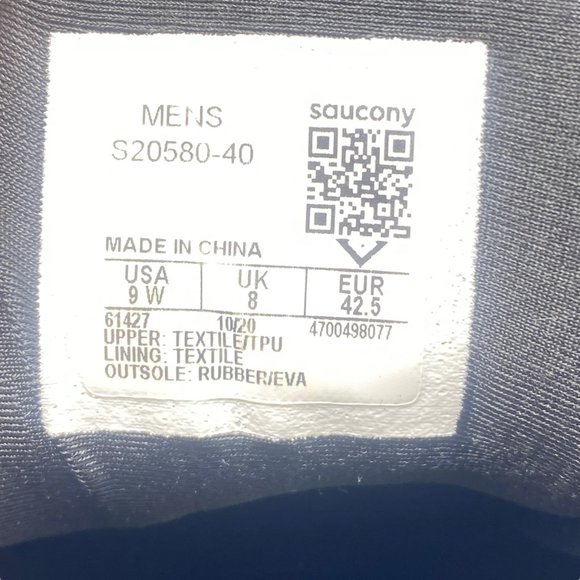 MENS
S20580-40
saucony
MADE IN CHINA
USA UK EUR
9 W 8 42.5
61427 10/20 4700498077
UPPER: TEXTILE/TPU
LINING: TEXTILE
OUTSOLE: RUBBER/EVA